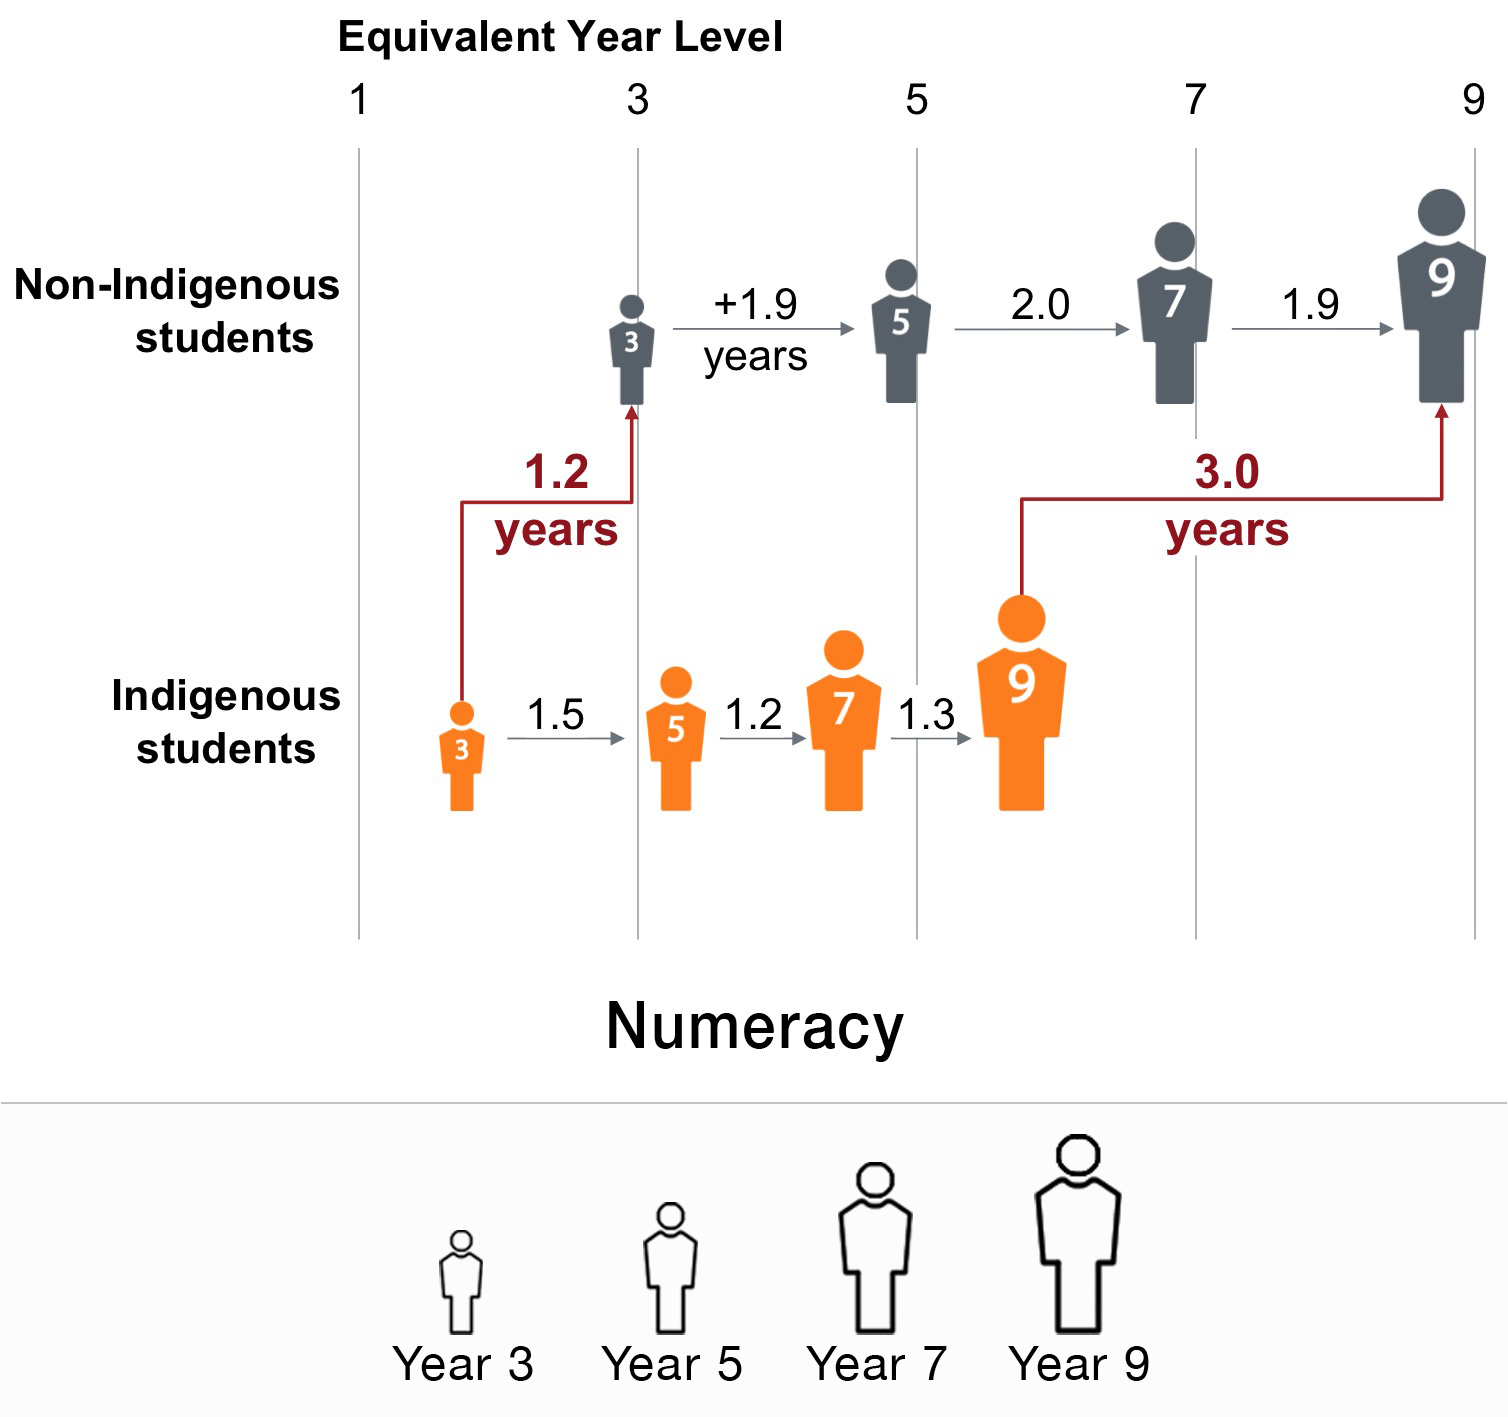 Equivalent Year Level
1 3 5 7 9
Non-Indigenous
students
3
+1.9
years
5
2.0
7
1.9
9
1.2
years
3.0
years
Indigenous
students
3
1.5
5
1.2
7
1.3
9
Numeracy
Year 3 Year 5 Year 7 Year 9